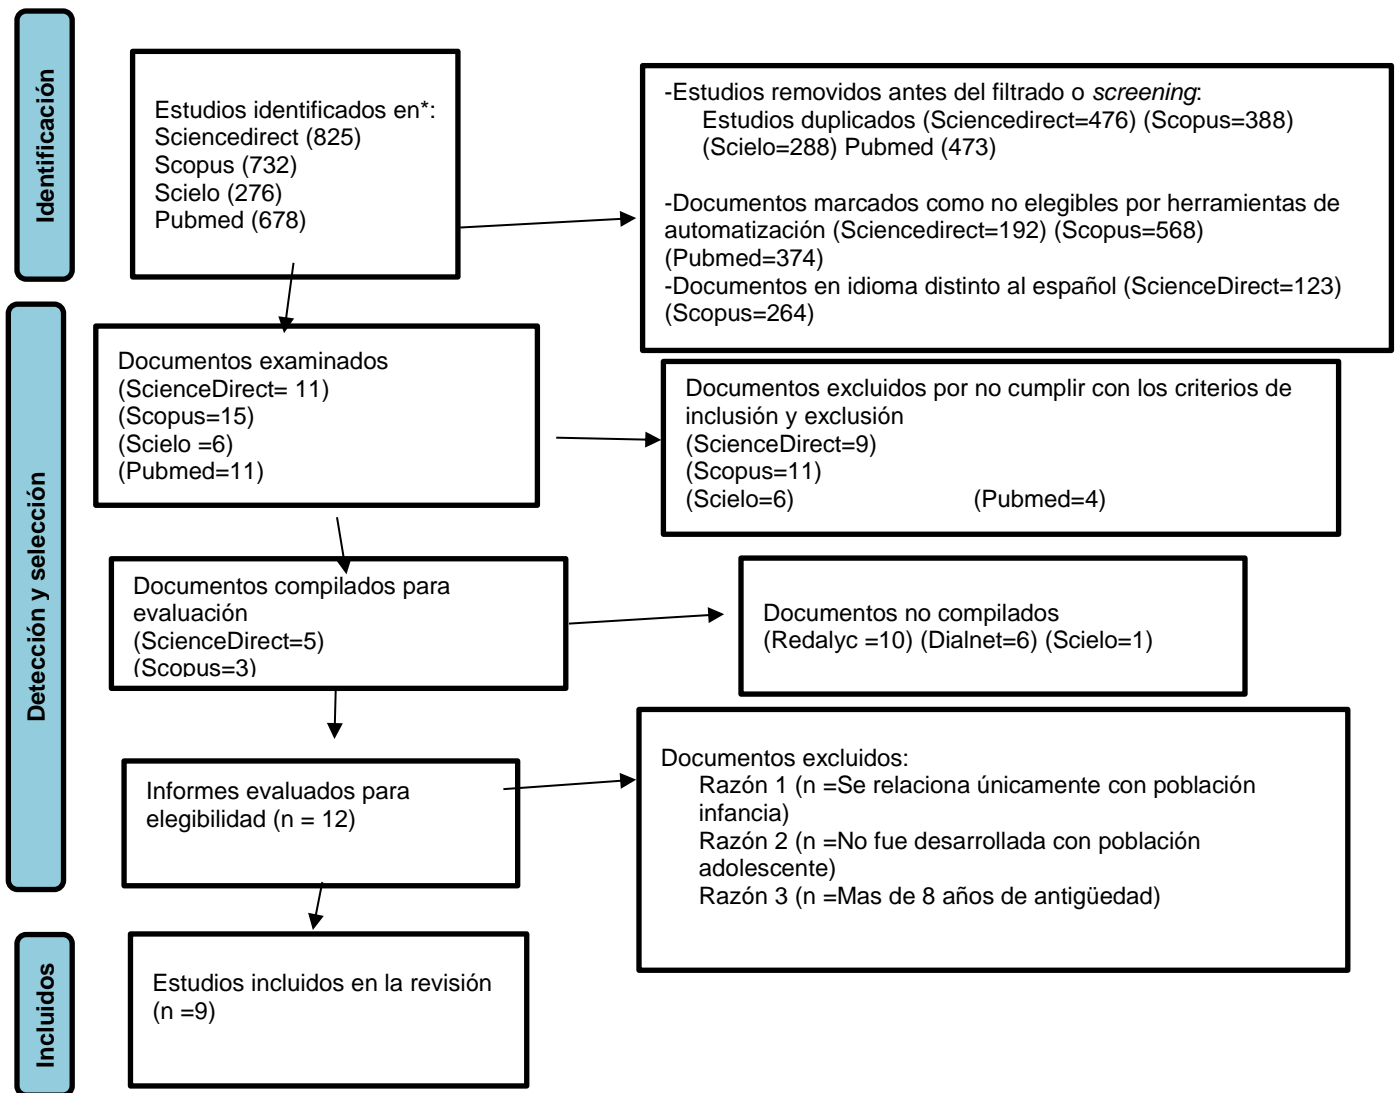 Identificación
Estudios identificados en*:
Sciencedirect (825)
Scopus (732)
Scielo (276)
Pubmed (678)
-Estudios removidos antes del filtrado o screening:
Estudios duplicados (Sciencedirect=476) (Scopus=388)
(Scielo=288) Pubmed (473)
-Documentos marcados como no elegibles por herramientas de
automatización (Sciencedirect=192) (Scopus=568)
(Pubmed=374)
-Documentos en idioma distinto al español (ScienceDirect=123)
(Scopus=264)
Detección y selección
Documentos examinados
(ScienceDirect= 11)
(Scopus=15)
(Scielo =6)
(Pubmed=11)
Documentos excluidos por no cumplir con los criterios de
inclusión y exclusión
(ScienceDirect=9)
(Scopus=11)
(Scielo=6) (Pubmed=4)
Documentos compilados para
evaluación
(ScienceDirect=5)
(Scopus=3)
Documentos no compilados
(Redalyc =10) (Dialnet=6) (Scielo=1)
Informes evaluados para
elegibilidad (n = 12)
Documentos excluidos:
Razón 1 (n =Se relaciona únicamente con población
infancia)
Razón 2 (n =No fue desarrollada con población
adolescente)
Razón 3 (n =Mas de 8 años de antigüedad)
Incluidos
Estudios incluidos en la revisión
(n =9)